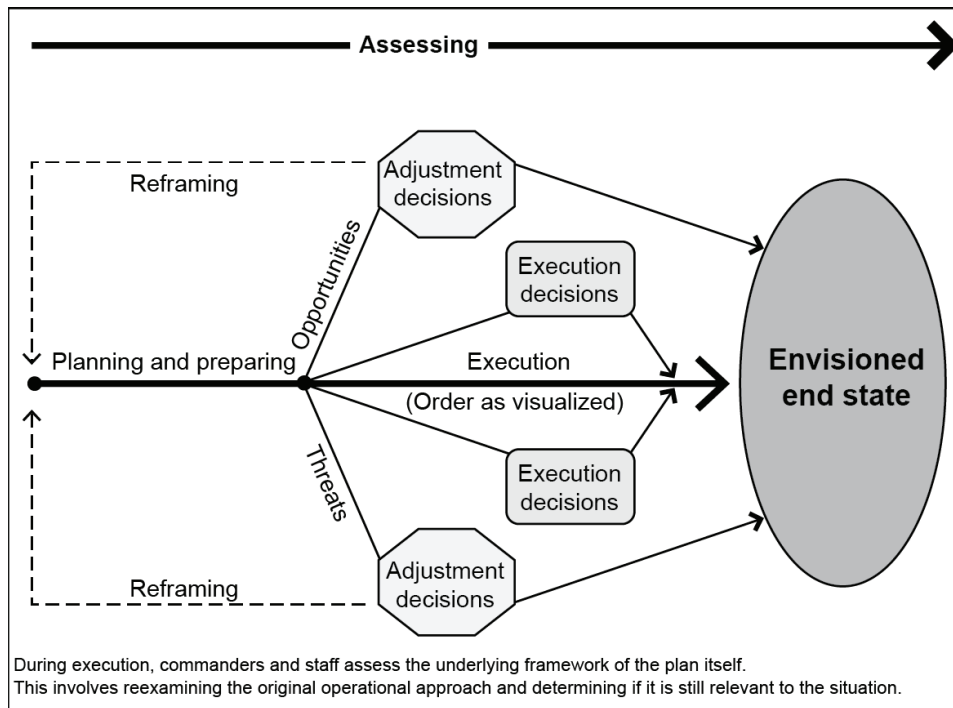 Assessing
Reframing
Adjustment
decisions
Opportunities
Execution
decisions
Planning and preparing
Execution
(Order as visualized)
Envisioned
end state
Threats
Execution
decisions
Reframing
Adjustment
decisions
During execution, commanders and staff assess the underlying framework of the plan itself.
This involves reexamining the original operational approach and determining if it is still relevant to the situation.